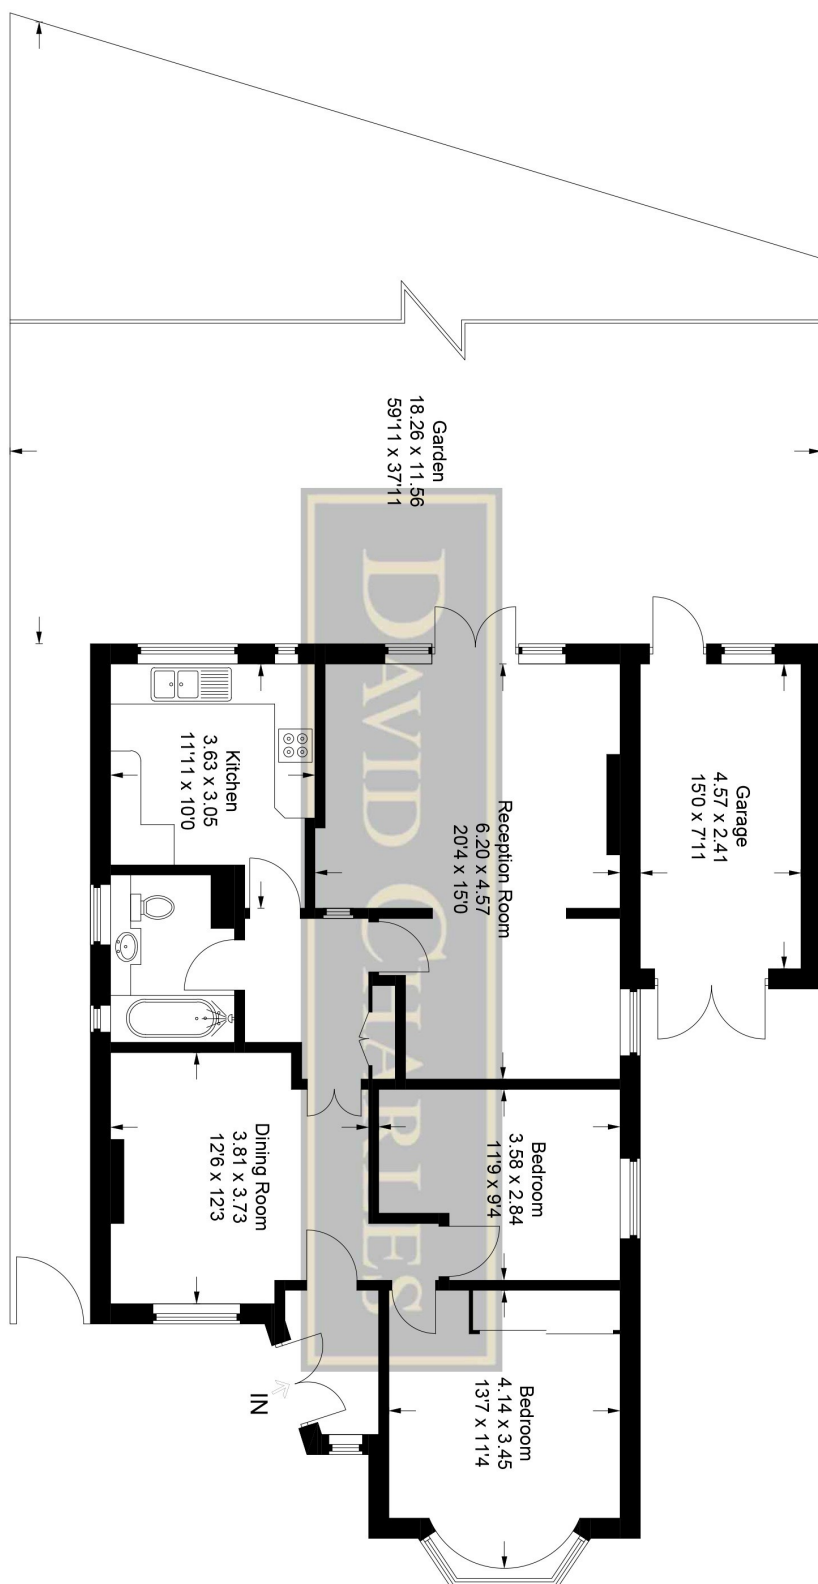 Garden
18.26 x 11.56
59'11 x 37'11
Garage
4.57 x 2.41
15'0 x 7'11
Reception Room
6.20 x 4.57
20'4 x 15'0
Kitchen
3.63 x 3.05
11'11 x 10'0
Bedroom
3.58 x 2.84
11'9 x 9'4
Dining Room
3.81 x 3.73
12'6 x 12'3
Bedroom
4.14 x 3.45
13'7 x 11'4
IN
DAVID CHARLES